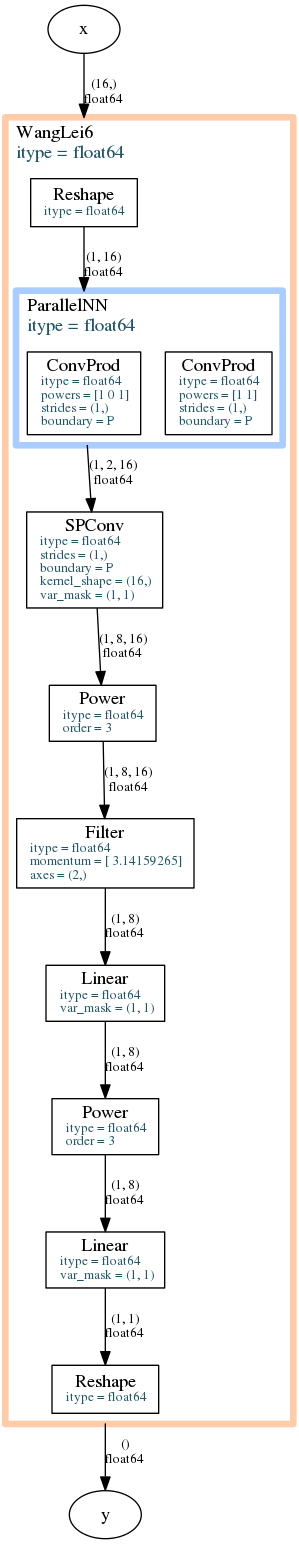 x
(16,)
float64
WangLei6
itype = float64
Reshape
itype = float64
(1, 16)
float64
ParallelNN
itype = float64
ConvProd
itype = float64
powers = [1 0 1]
strides = (1,)
boundary = P
ConvProd
itype = float64
powers = [1 1]
strides = (1,)
boundary = P
(1, 2, 16)
float64
SPConv
itype = float64
strides = (1,)
boundary = P
kernel_shape = (16,)
var_mask = (1, 1)
(1, 8, 16)
float64
Power
itype = float64
order = 3
(1, 8, 16)
float64
Filter
itype = float64
momentum = [ 3.14159265]
axes = (2,)
(1, 8)
float64
Linear
itype = float64
var_mask = (1, 1)
(1, 8)
float64
Power
itype = float64
order = 3
(1, 8)
float64
Linear
itype = float64
var_mask = (1, 1)
(1, 1)
float64
Reshape
itype = float64
()
float64
y